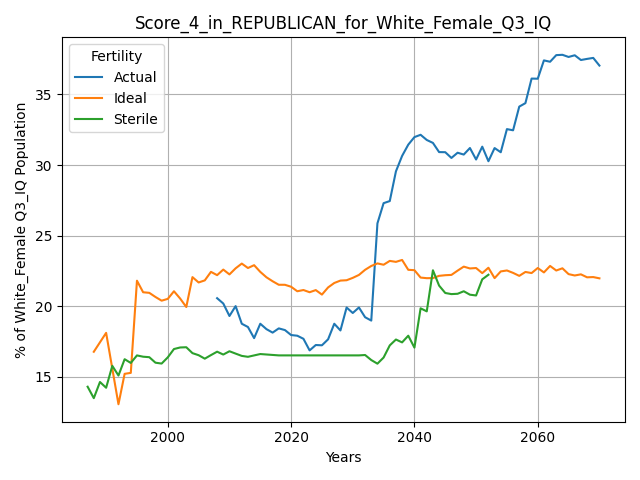 Score_4_in_REPUBLICAN_for_White_Female_Q3_IQ
Fertility
Actual
Ideal
Sterile
% of White_Female Q3_IQ Population
35
30
25
20
15
2000
2020
2040
2060
Years